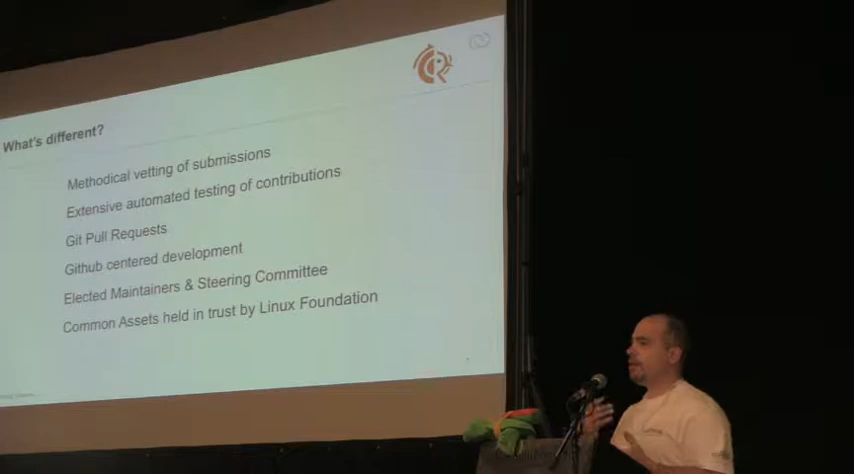 What's different?
Methodical vetting of submissions
Extensive automated testing of contributions
Git Pull Requests
Github centered development
Elected Maintainers & Steering Committee
Common Assets held in trust by Linux Foundation